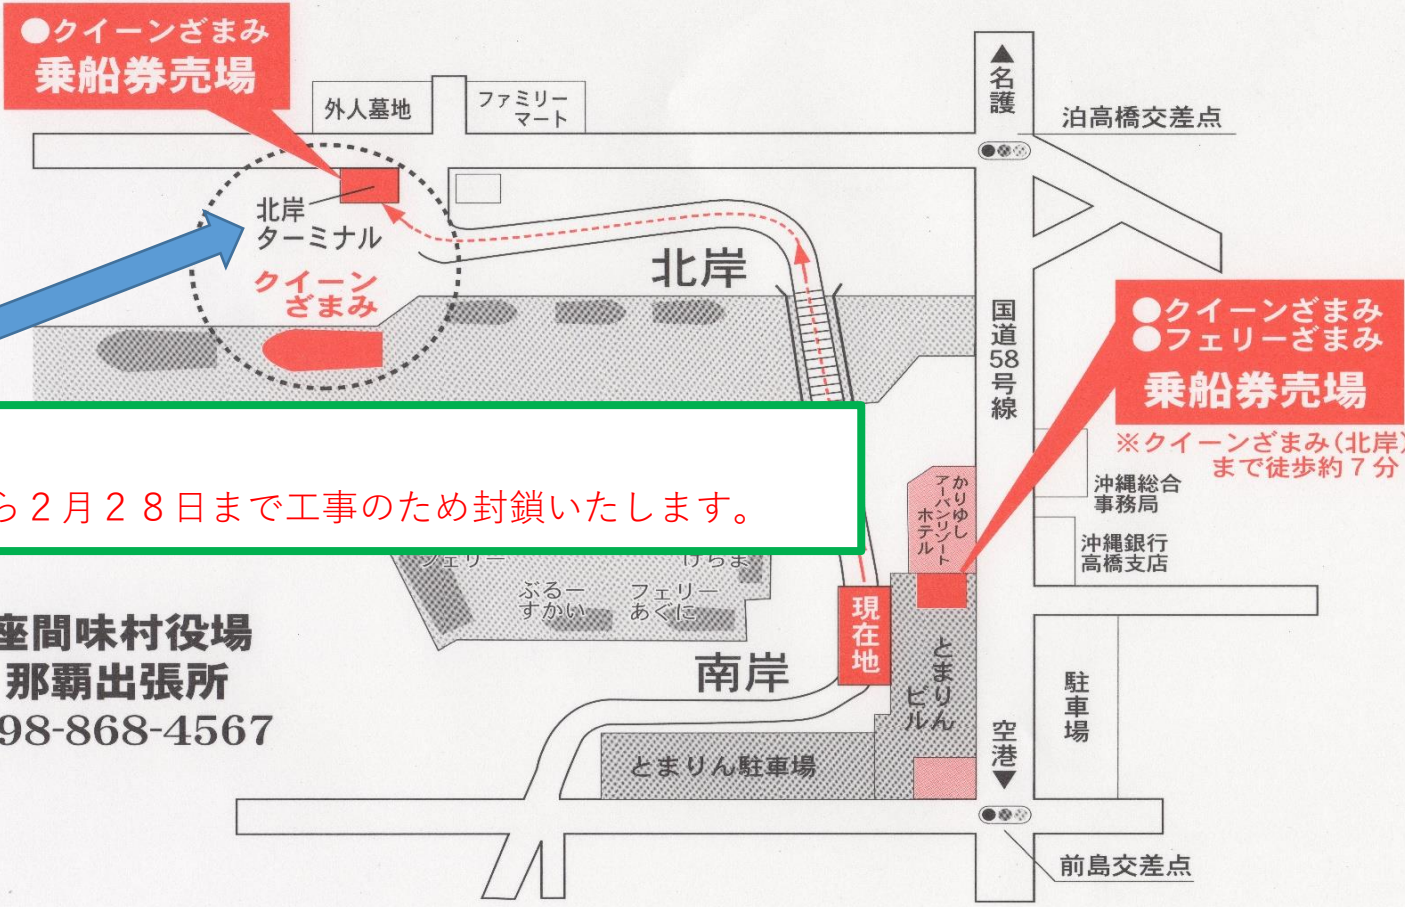 ●クイーンざまみ
乗船券売場
外人墓地
ファミリー
マート
▲名護
泊高橋交差点
北岸
ターミナル
クイーン
ざまみ
北岸
国道58号線
●クイーンざまみ
●フェリーざまみ
乗船券売場
※クイーンざまみ(北岸)
まで徒歩約7分
かりゆし
アーバンリゾート
ホテル
沖縄総合
事務局
沖縄銀行
高橋支店
ら2月28日まで工事のため封鎖いたします。
フェリー
けらま
ぶるー
すかい
フェリー
あぐに
現在地
座間味村役場
那覇出張所
98-868-4567
南岸
とまりん
ビル
駐車場
とまりん駐車場
空港▼
前島交差点